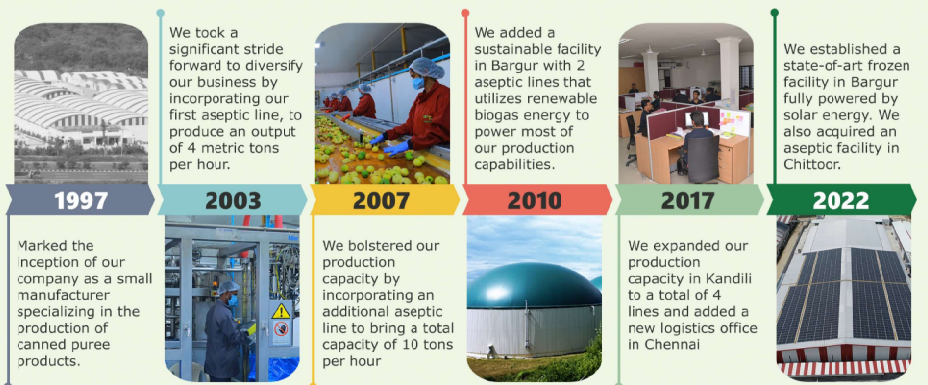 1997
Marked the
inception of our
company as a small
manufacturer
specializing in the
production of
canned puree
products.
2003
We tock a
significant stride
forward to diversify
our business by
incorporating our
first aseptic line, to
produce an output
of 4 metric tons
per hour.
2007
We bolstered our
production
capacity by
incorporating an
additional aseptic
line to bring a total
capacity of 10 tons
per hour
2010
We added a
sustainable facility
in Bargur with 2
aseptic lines that
utilizes renewable
biogas energy to
power most of
our production
capabilities.
2017
We expanded our
production
capacity in Kandili
to a total of 4
lines and added a
new logistics office
in Chennai
2022
We established a
state-of-art frozen
facility in Bargur
fully powered by
solar energy. We
also acquired an
aseptic facility in
Chittocr.